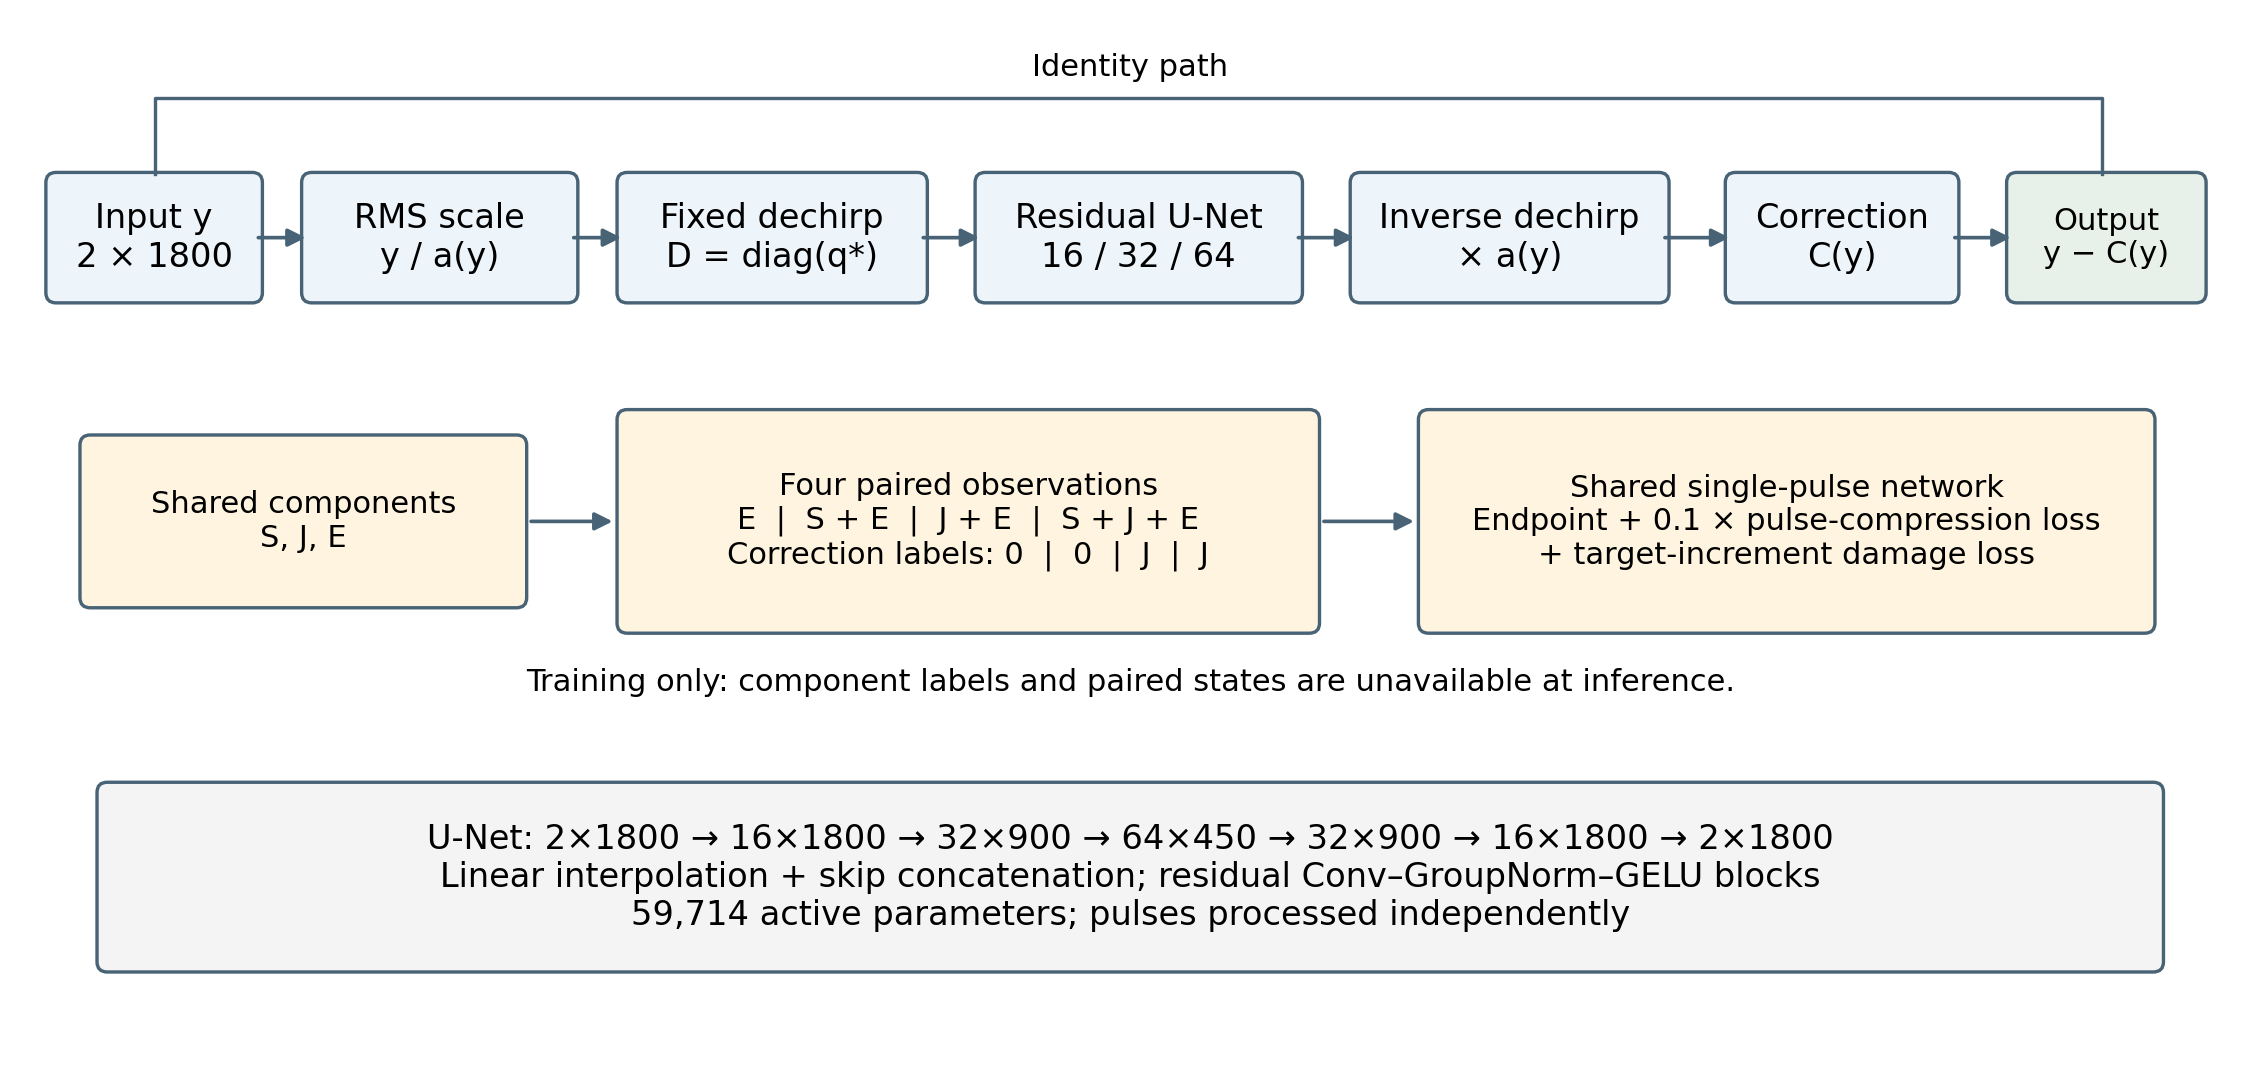 Identity path
Input y
2 × 1800
RMS scale
y / a(y)
Fixed dechirp
D = diag(q*)
Residual U-Net
16 / 32 / 64
Inverse dechirp
× a(y)
Correction
C(y)
Output
y − C(y)
Shared components
S, J, E
Four paired observations
E | S + E | J + E | S + J + E
Correction labels: 0 | 0 | J | J
Shared single-pulse network
Endpoint + 0.1 × pulse-compression loss
+ target-increment damage loss
Training only: component labels and paired states are unavailable at inference.
U-Net: 2×1800 → 16×1800 → 32×900 → 64×450 → 32×900 → 16×1800 → 2×1800
Linear interpolation + skip concatenation; residual Conv–GroupNorm–GELU blocks
59,714 active parameters; pulses processed independently